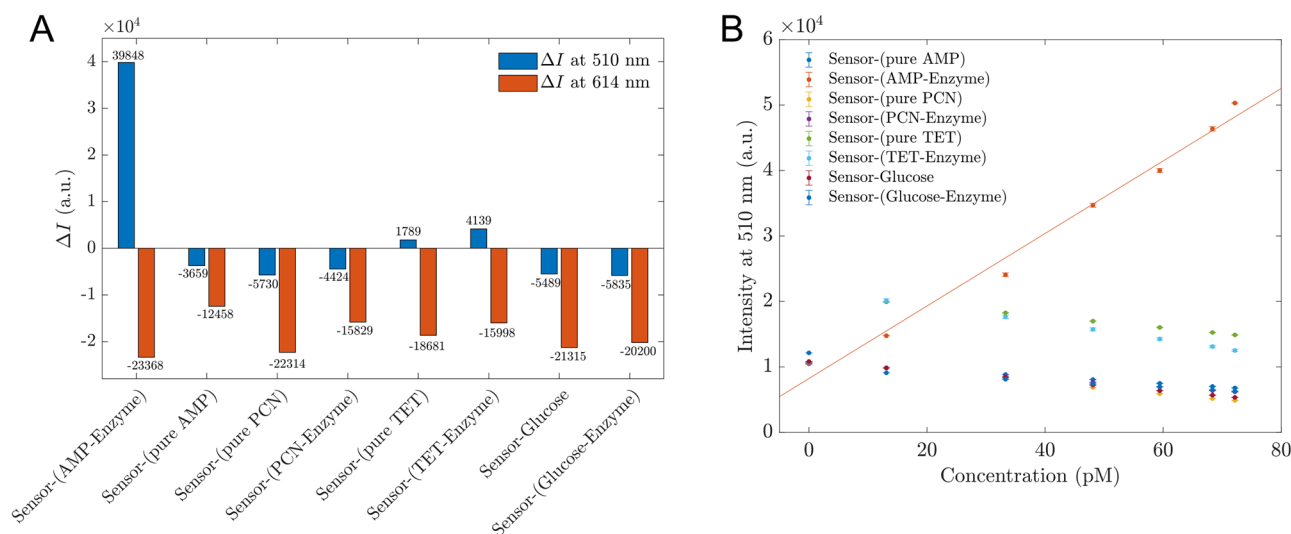 A
×10⁴
ΔI at 510 nm
ΔI at 614 nm
ΔI (a.u.)
4
3
2
1
0
-1
-2
39848
-23368
-3659
-12458
-5730
-22314
-4424
-15829
1789
-18681
4139
-15998
-5489
-21315
-5835
-20200
Sensor-(AMP-Enzyme)
Sensor-(pure AMP)
Sensor-(pure PCN)
Sensor-(PCN-Enzyme)
Sensor-(pure TET)
Sensor-(TET-Enzyme)
Sensor-Glucose
Sensor-(Glucose-Enzyme)
B
×10⁴
Sensor-(pure AMP)
Sensor-(AMP-Enzyme)
Sensor-(pure PCN)
Sensor-(PCN-Enzyme)
Sensor-(pure TET)
Sensor-(TET-Enzyme)
Sensor-Glucose
Sensor-(Glucose-Enzyme)
Intensity at 510 nm (a.u.)
6
5
4
3
2
1
0
0
20
40
60
80
Concentration (pM)